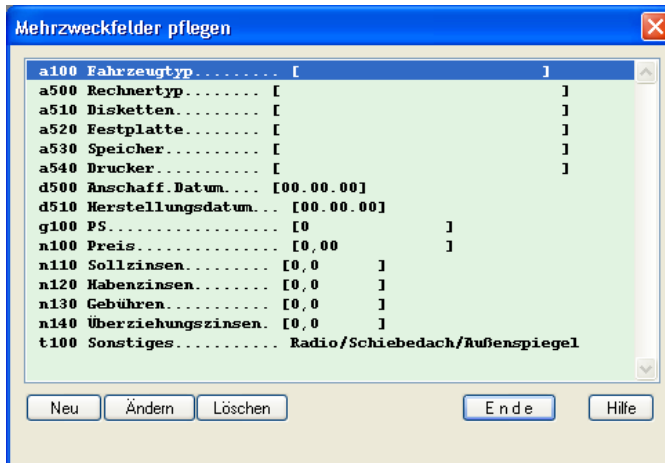 Mehrzweckfelder pflegen
a100 Fahrzeugtyp......... [                              ]
a500 Rechnertyp........ [                                   ]
a510 Disketten......... [                                   ]
a520 Festplatte........ [                                   ]
a530 Speicher.......... [                                   ]
a540 Drucker........... [                                   ]
d500 Anschaff.Datum.... [00.00.00]
d510 Herstellungsdatum... [00.00.00]
g100 PS.................. [0                 ]
n100 Preis............... [0,00              ]
n110 Sollzinsen......... [0,0       ]
n120 Habenzinsen........ [0,0       ]
n130 Gebühren........... [0,0       ]
n140 Überziehungszinsen. [0,0       ]
t100 Sonstiges........... Radio/Schiebedach/Außenspiegel
Neu Ändern Löschen Ende Hilfe